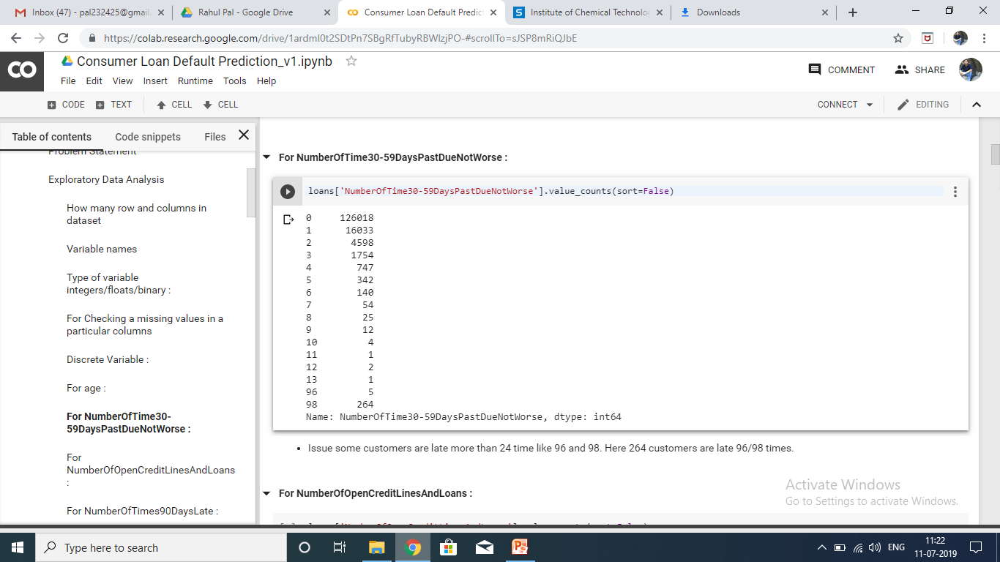 Inbox (47) - pal232425@gmail
Rahul Pal - Google Drive
Consumer Loan Default Predic
Institute of Chemical Technolo
Downloads
https://colab.research.google.com/drive/1ardmI0t2SDtPn7SBgRfTubyRBWlzjPO-#scrollTo=sJSP8mRiQJbE
CO
Consumer Loan Default Prediction_v1.ipynb
COMMENT
SHARE
File Edit View Insert Runtime Tools Help
CODE TEXT CELL CELL
CONNECT
EDITING
Table of contents Code snippets Files
Problem Statement
Exploratory Data Analysis
How many row and columns in
dataset
Variable names
Type of variable
integers/floats/binary :
For Checking a missing values in a
particular columns
Discrete Variable :
For age :
For NumberOfTime30-
59DaysPastDueNotWorse :
For
NumberOfOpenCreditLinesAndLoans
:
For NumberOfTimes90DaysLate :
For NumberOfTime30-59DaysPastDueNotWorse :
loans['NumberOfTime30-59DaysPastDueNotWorse'].value_counts(sort=False)
0 126018
1 16033
2 4598
3 1754
4 747
5 342
6 140
7 54
8 25
9 12
10 4
11 1
12 2
13 1
96 5
98 264
Name: NumberOfTime30-59DaysPastDueNotWorse, dtype: int64
• Issue some customers are late more than 24 time like 96 and 98. Here 264 customers are late 96/98 times.
For NumberOfOpenCreditLinesAndLoans :
Activate Windows
Go to Settings to activate Windows.
Type here to search
ENG
11:22
11-07-2019